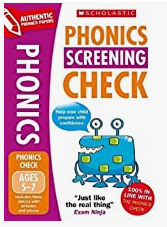 AUTHENTIC
PHONICS PAPERS
SCHOLASTIC
PHONICS
PHONICS
SCREENING
CHECK
Help your child
prepare with
confidence
PHONICS
CHECK
AGES
5-7
Includes three
checks with
answers
"Just like
the real thing"
Exam Ninja
100% IN
LINE WITH
THE PHONICS
CHECK